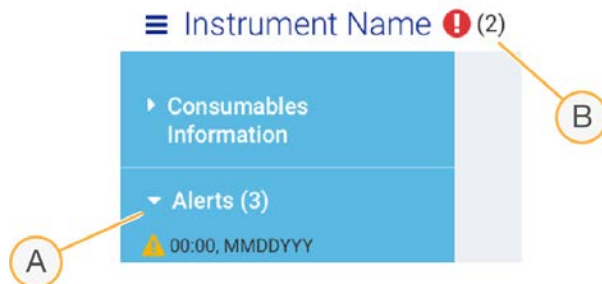 Instrument Name (2)
Consumables
Information
B
Alerts (3)
A
00:00, MMDDYYY